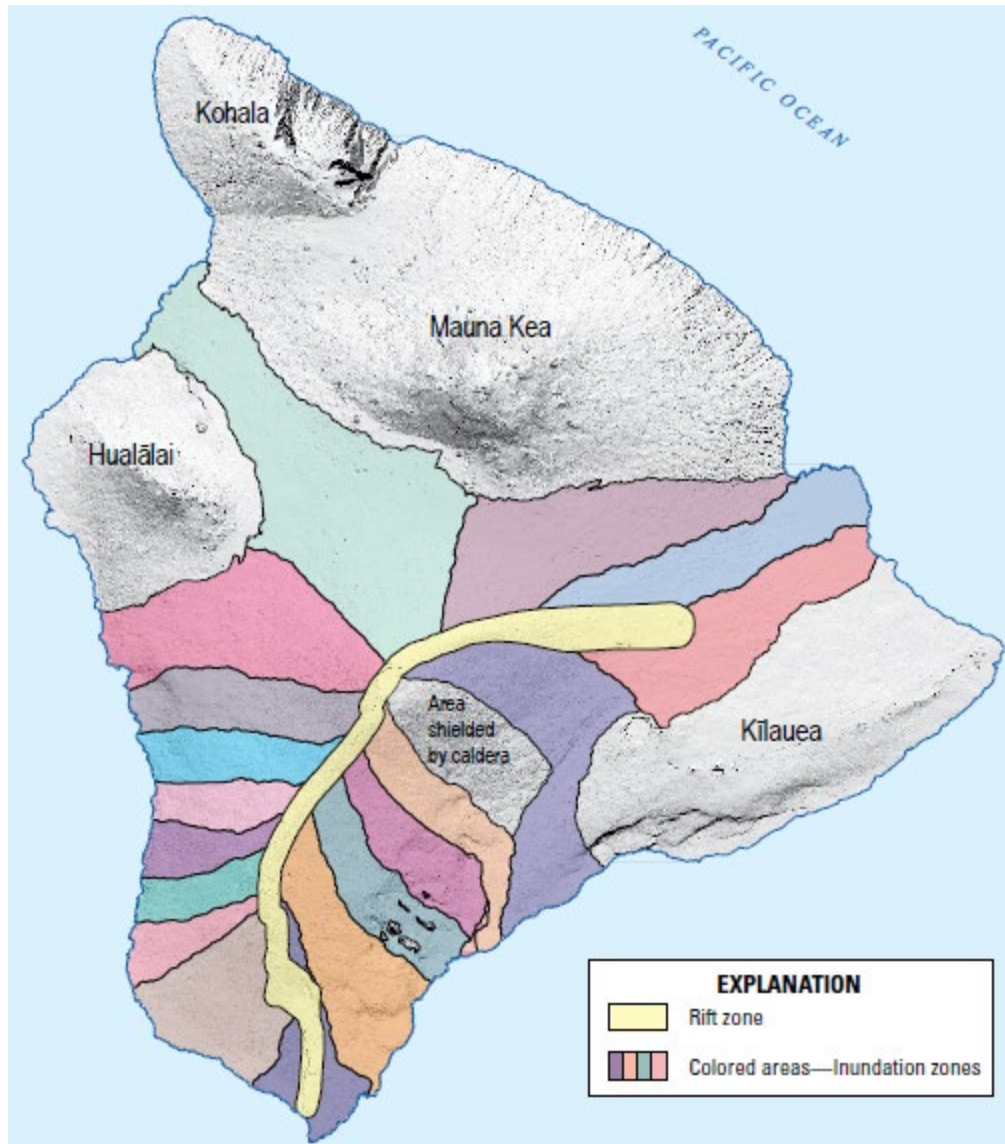 PACIFIC OCEAN
Kohala
Mauna Kea
Hualālai
Area
shielded
by caldera
Kīlauea
EXPLANATION
Rift zone
Colored areas—Inundation zones